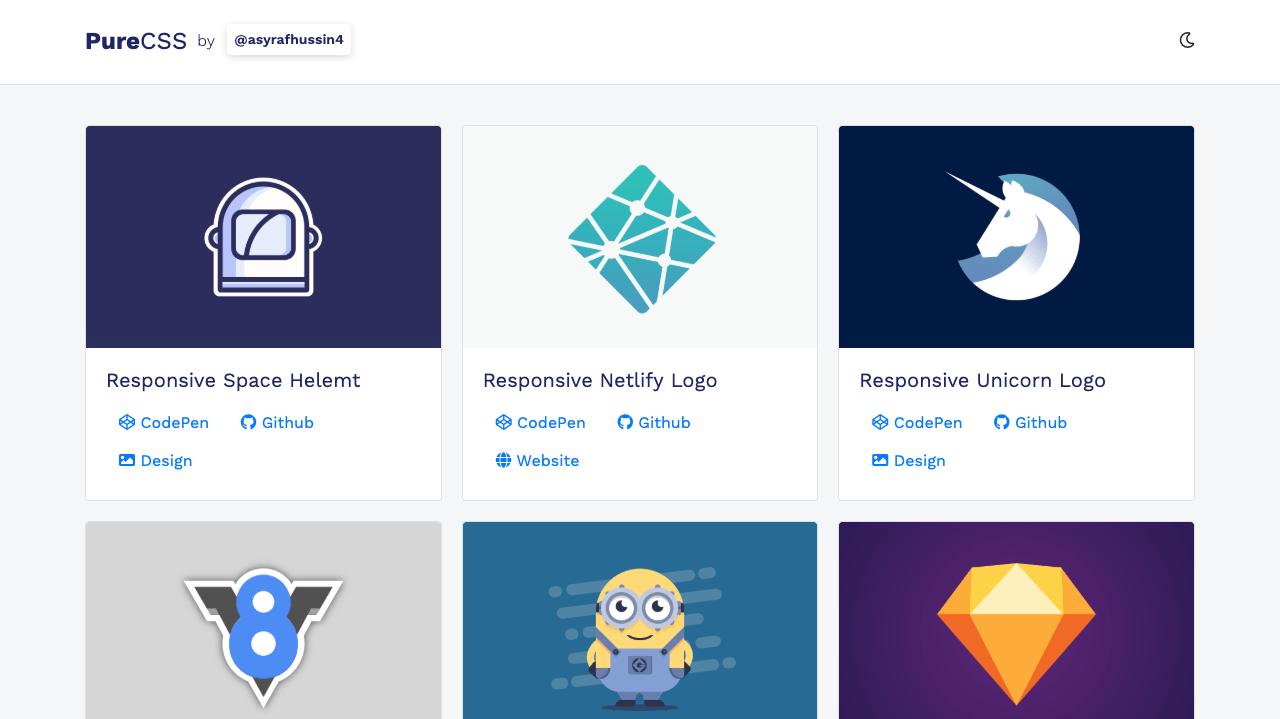 PureCSS by @asyrafhussin4
Responsive Space Helemt
CodePen Github
Design
Responsive Netlify Logo
CodePen Github
Website
Responsive Unicorn Logo
CodePen Github
Design
8